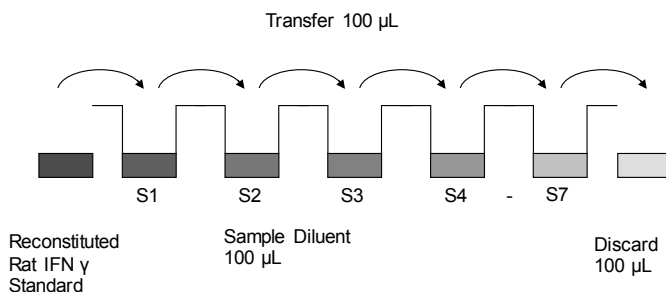 Transfer 100 µL
S1 S2 S3 S4 - S7
Reconstituted
Rat IFN γ
Standard
Sample Diluent
100 µL
Discard
100 µL